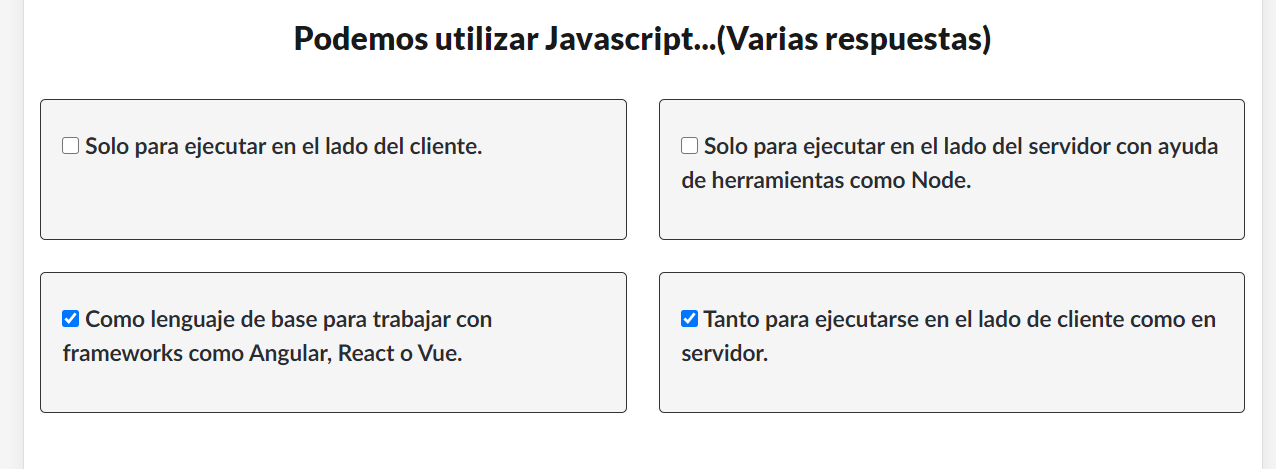 Podemos utilizar Javascript...(Varias respuestas)
Solo para ejecutar en el lado del cliente.
Solo para ejecutar en el lado del servidor con ayuda
de herramientas como Node.
Como lenguaje de base para trabajar con
frameworks como Angular, React o Vue.
Tanto para ejecutarse en el lado de cliente como en
servidor.